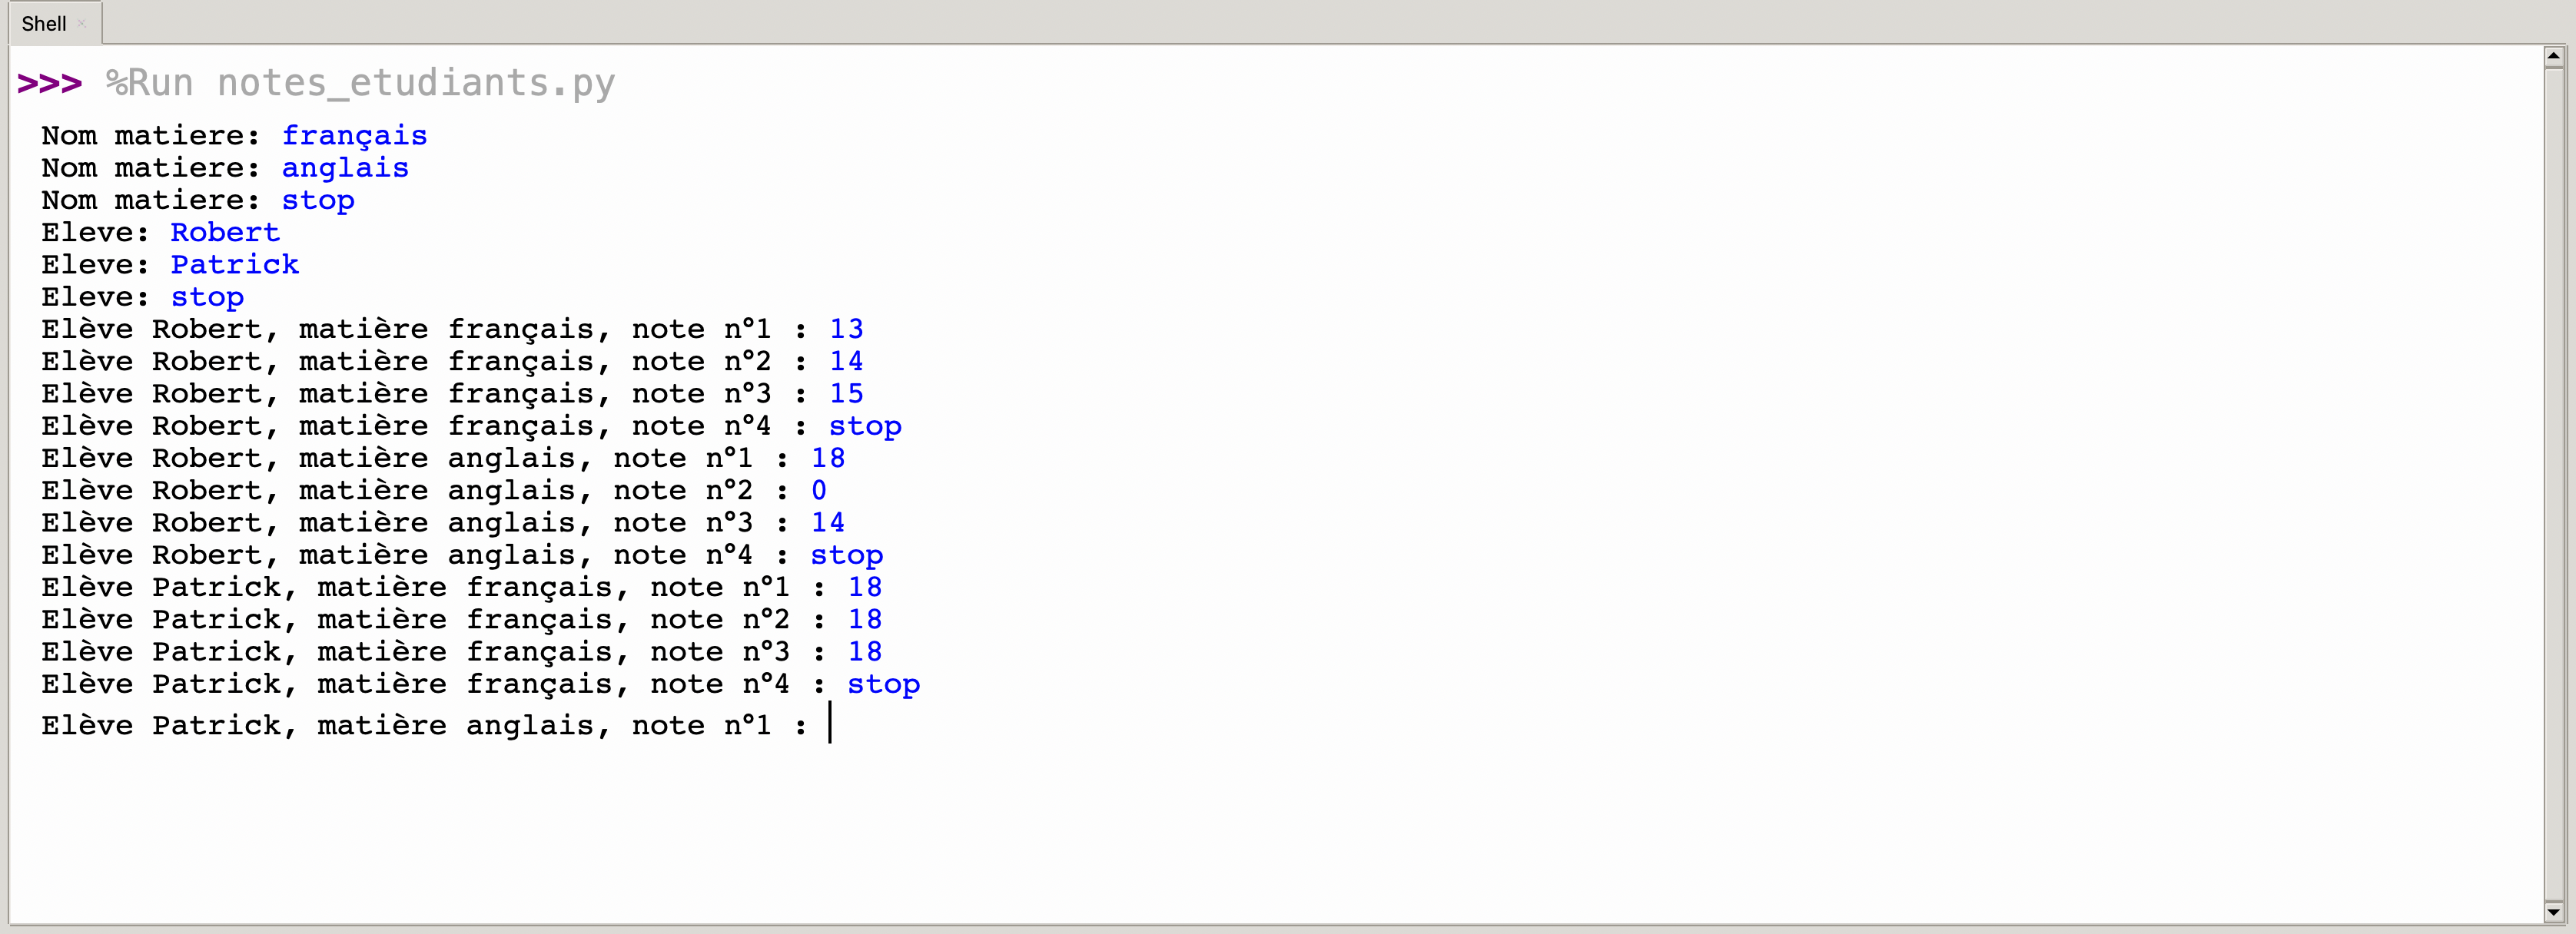 Shell
>>> %Run notes_etudiants.py
Nom matiere: français
Nom matiere: anglais
Nom matiere: stop
Eleve: Robert
Eleve: Patrick
Eleve: stop
Elève Robert, matière français, note n°1 : 13
Elève Robert, matière français, note n°2 : 14
Elève Robert, matière français, note n°3 : 15
Elève Robert, matière français, note n°4 : stop
Elève Robert, matière anglais, note n°1 : 18
Elève Robert, matière anglais, note n°2 : 0
Elève Robert, matière anglais, note n°3 : 14
Elève Robert, matière anglais, note n°4 : stop
Elève Patrick, matière français, note n°1 : 18
Elève Patrick, matière français, note n°2 : 18
Elève Patrick, matière français, note n°3 : 18
Elève Patrick, matière français, note n°4 : stop
Elève Patrick, matière anglais, note n°1 :